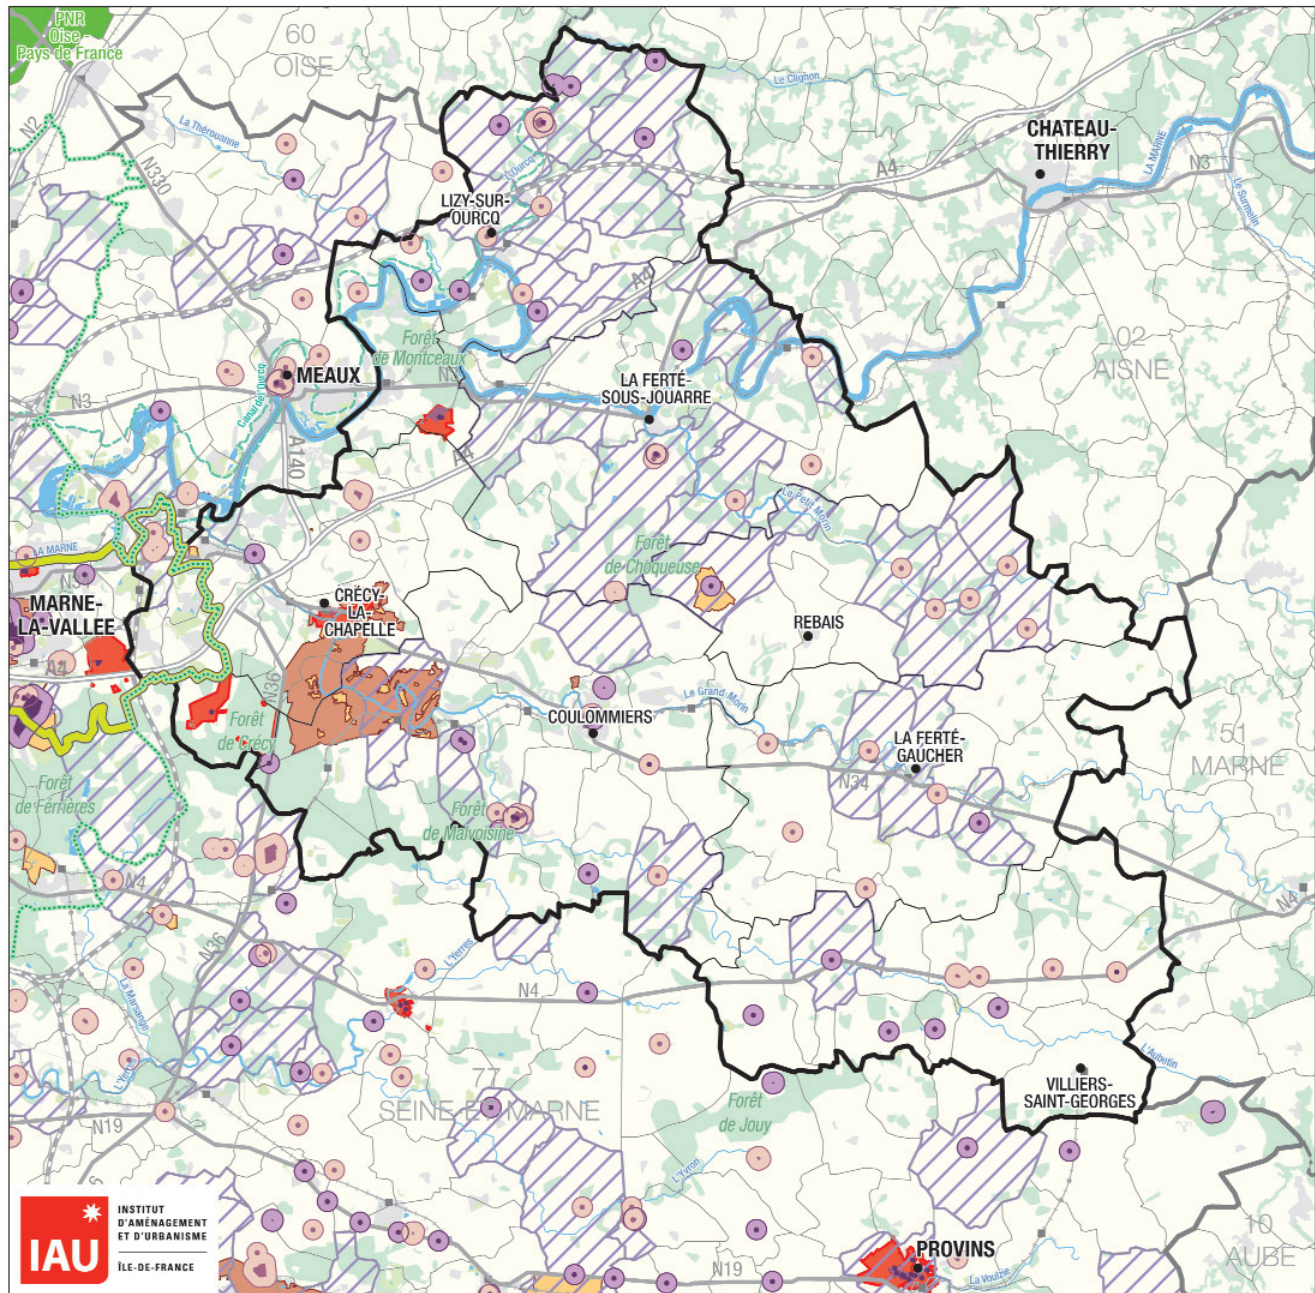 PNR
Oise -
Pays de France
60
OISE
Le Clignon
N2
La Thérouanne
N330
CHATEAU-
THIERRY
LA MARNE
A4
N3
L'Ourcq
Le Surmelin
LIZY-SUR-
OURCQ
A4
Forêt
de Montceaux
02
AISNE
MEAUX
N3
LA FERTÉ-
SOUS-JOUARRE
N3
Canal de l'Ourcq
A140
A4
Le Petit Morin
LA MARNE
Forêt
de Choqueuse
MARNE-
LA-VALLEE
CRÉCY-
LA-
CHAPELLE
REBAIS
A4
N36
Le Grand-Morin
Forêt
de Crécy
COULOMMIERS
LA FERTÉ-
GAUCHER
51
MARNE
N34
Forêt
de Ferrières
Forêt
de Malvoisine
N4
N4
N36
L'Yerres
La Marsange
N4
L'Aubetin
L'Yerres
77
SEINE ET MARNE
VILLIERS-
SAINT-GEORGES
Forêt
de Jouy
N19
L'Yvron
IAU
INSTITUT
D'AMÉNAGEMENT
ET D'URBANISME
ÎLE-DE-FRANCE
PROVINS
10
AUBE
N19
La Voulzie